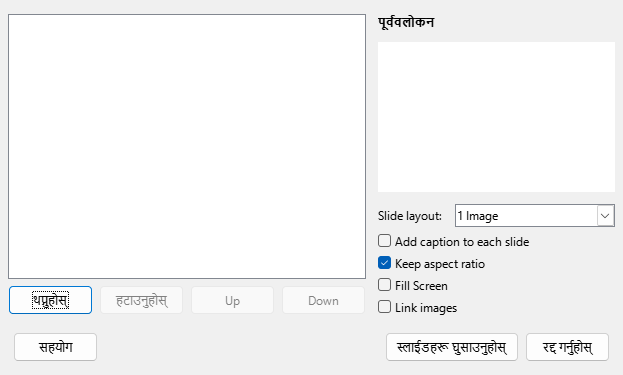 पूर्ववलोकन
Slide layout: 1 Image
Add caption to each slide
Keep aspect ratio
Fill Screen
Link images
थप्नुहोस् हटाउनुहोस् Up Down
सहयोग स्लाईडहरू घुसाउनुहोस् रद्द गर्नुहोस्